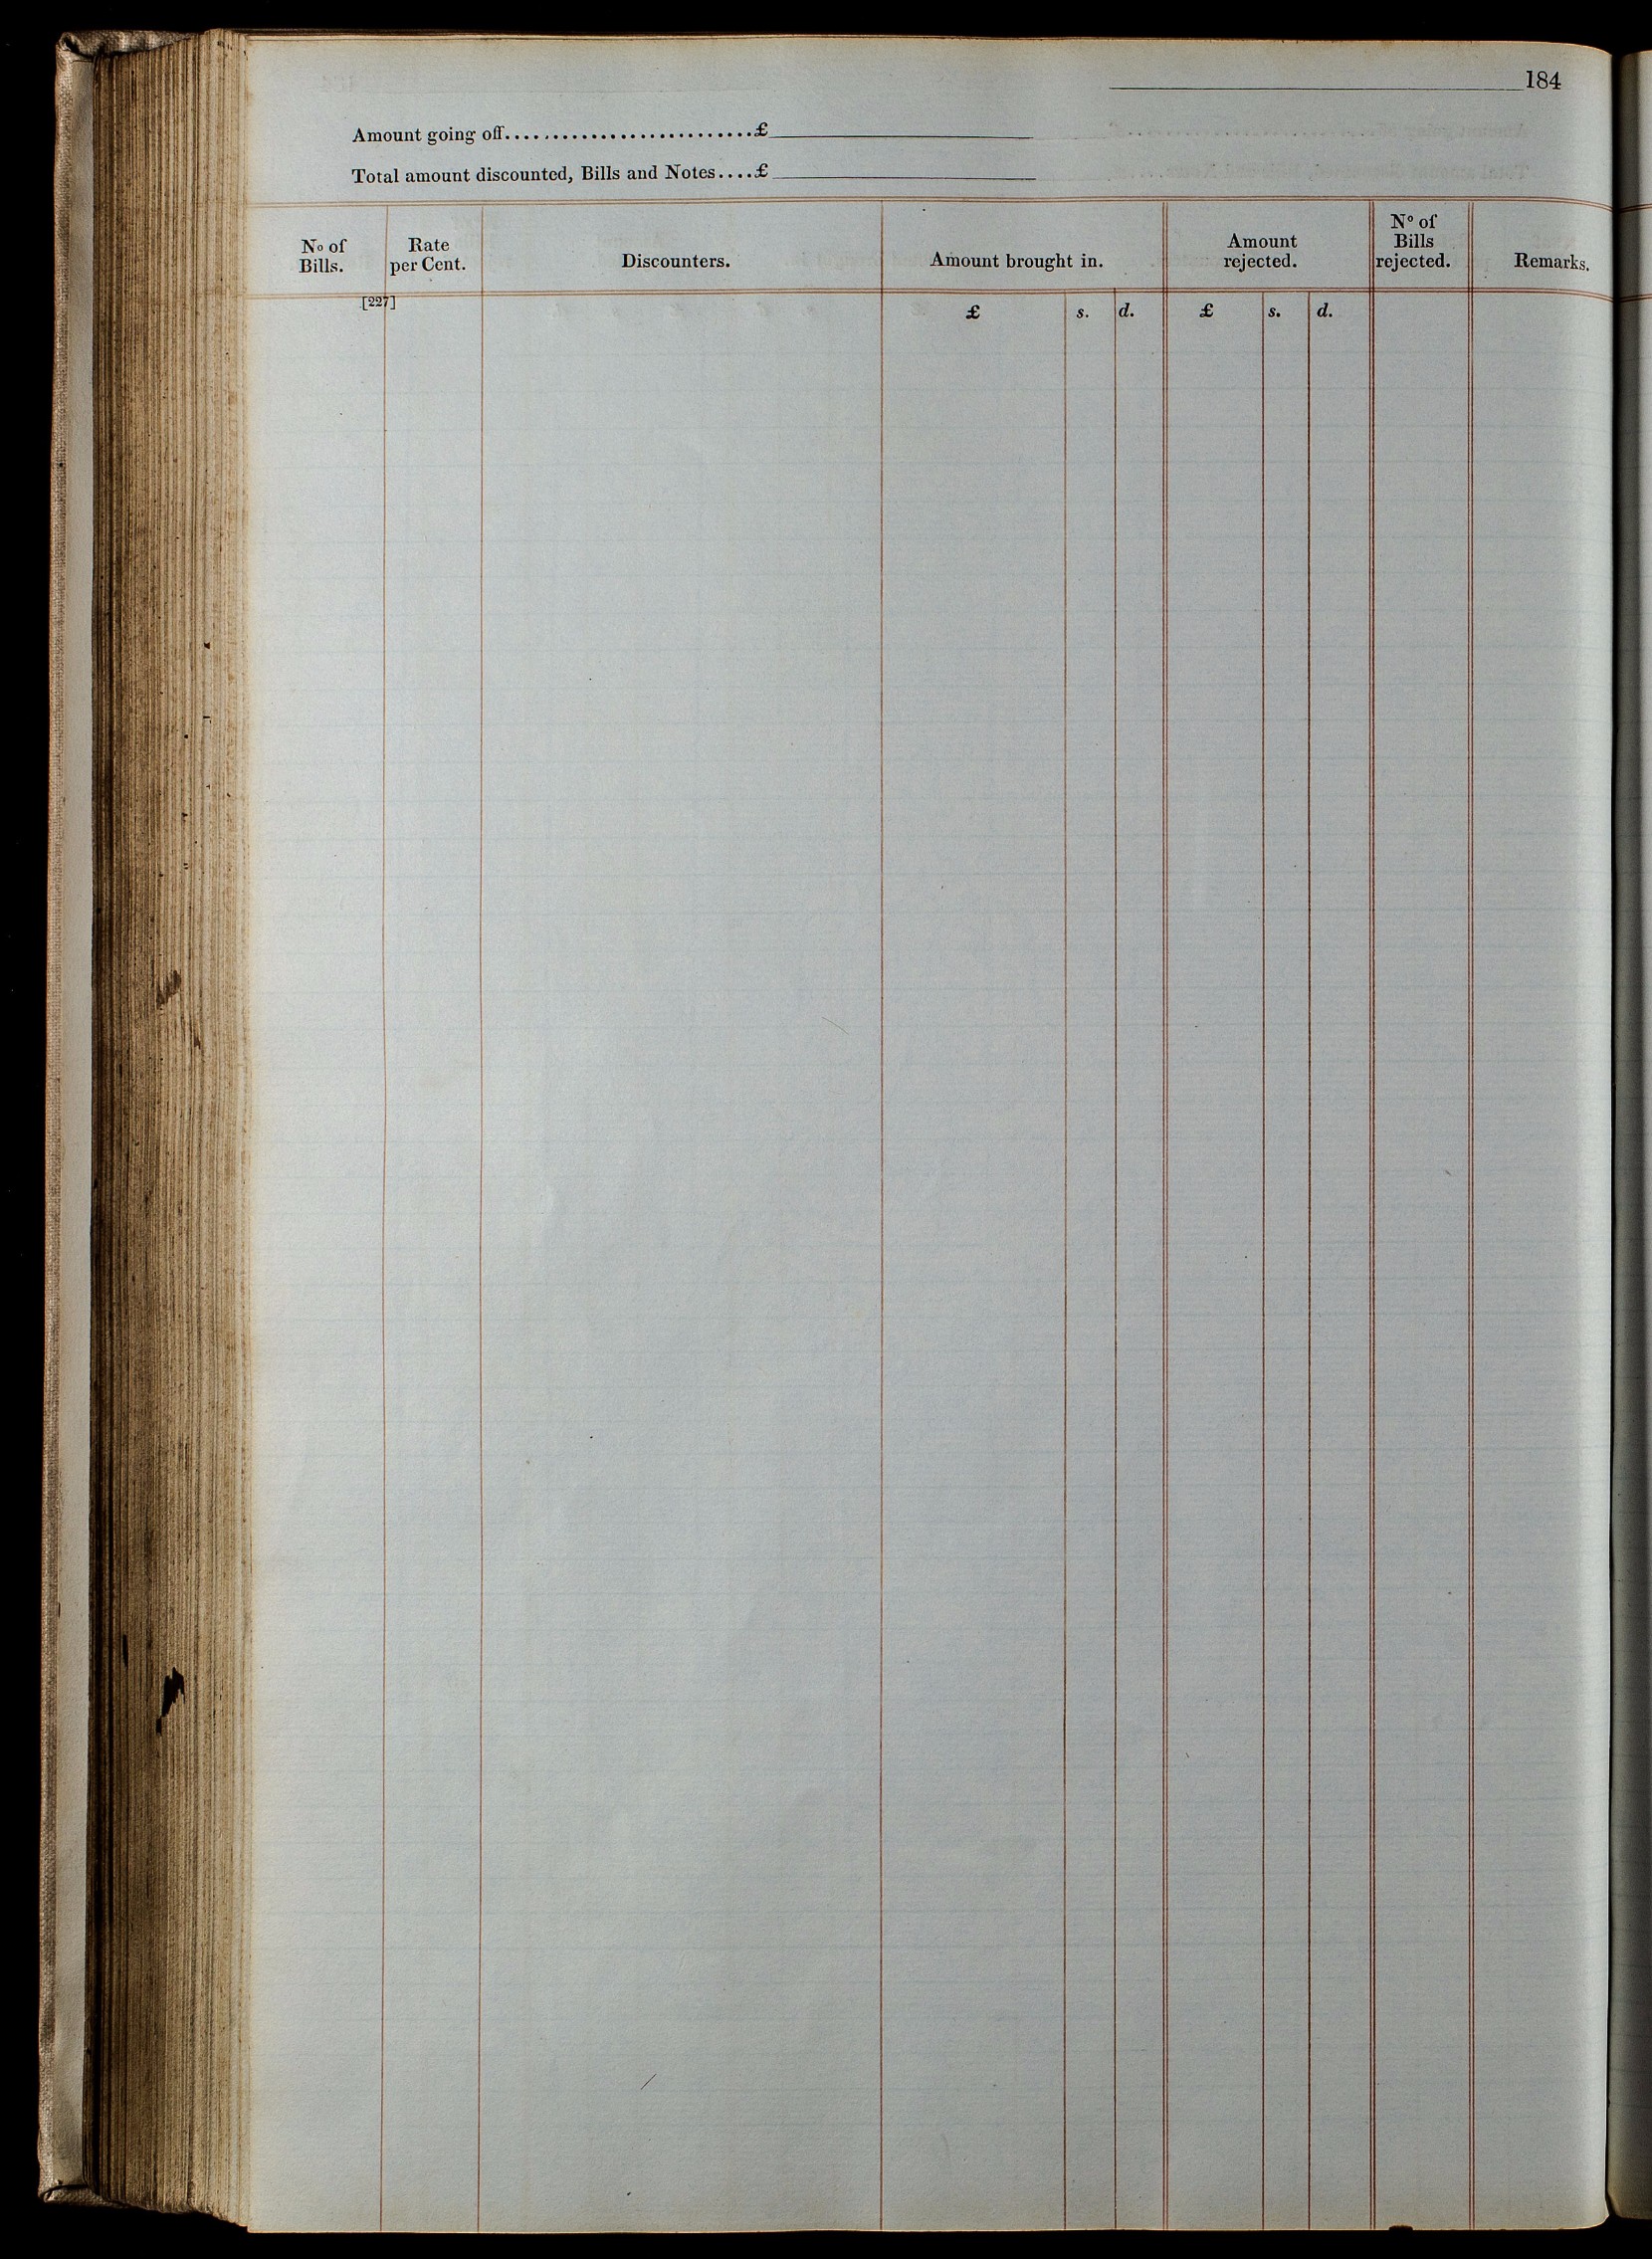 184
Amount going off..........................£
Total amount discounted, Bills and Notes....£
No of Bills.
Rate per Cent.
Discounters.
Amount brought in.
Amount rejected.
No of Bills rejected.
Remarks.
[227]
£ s. d. £ s. d.